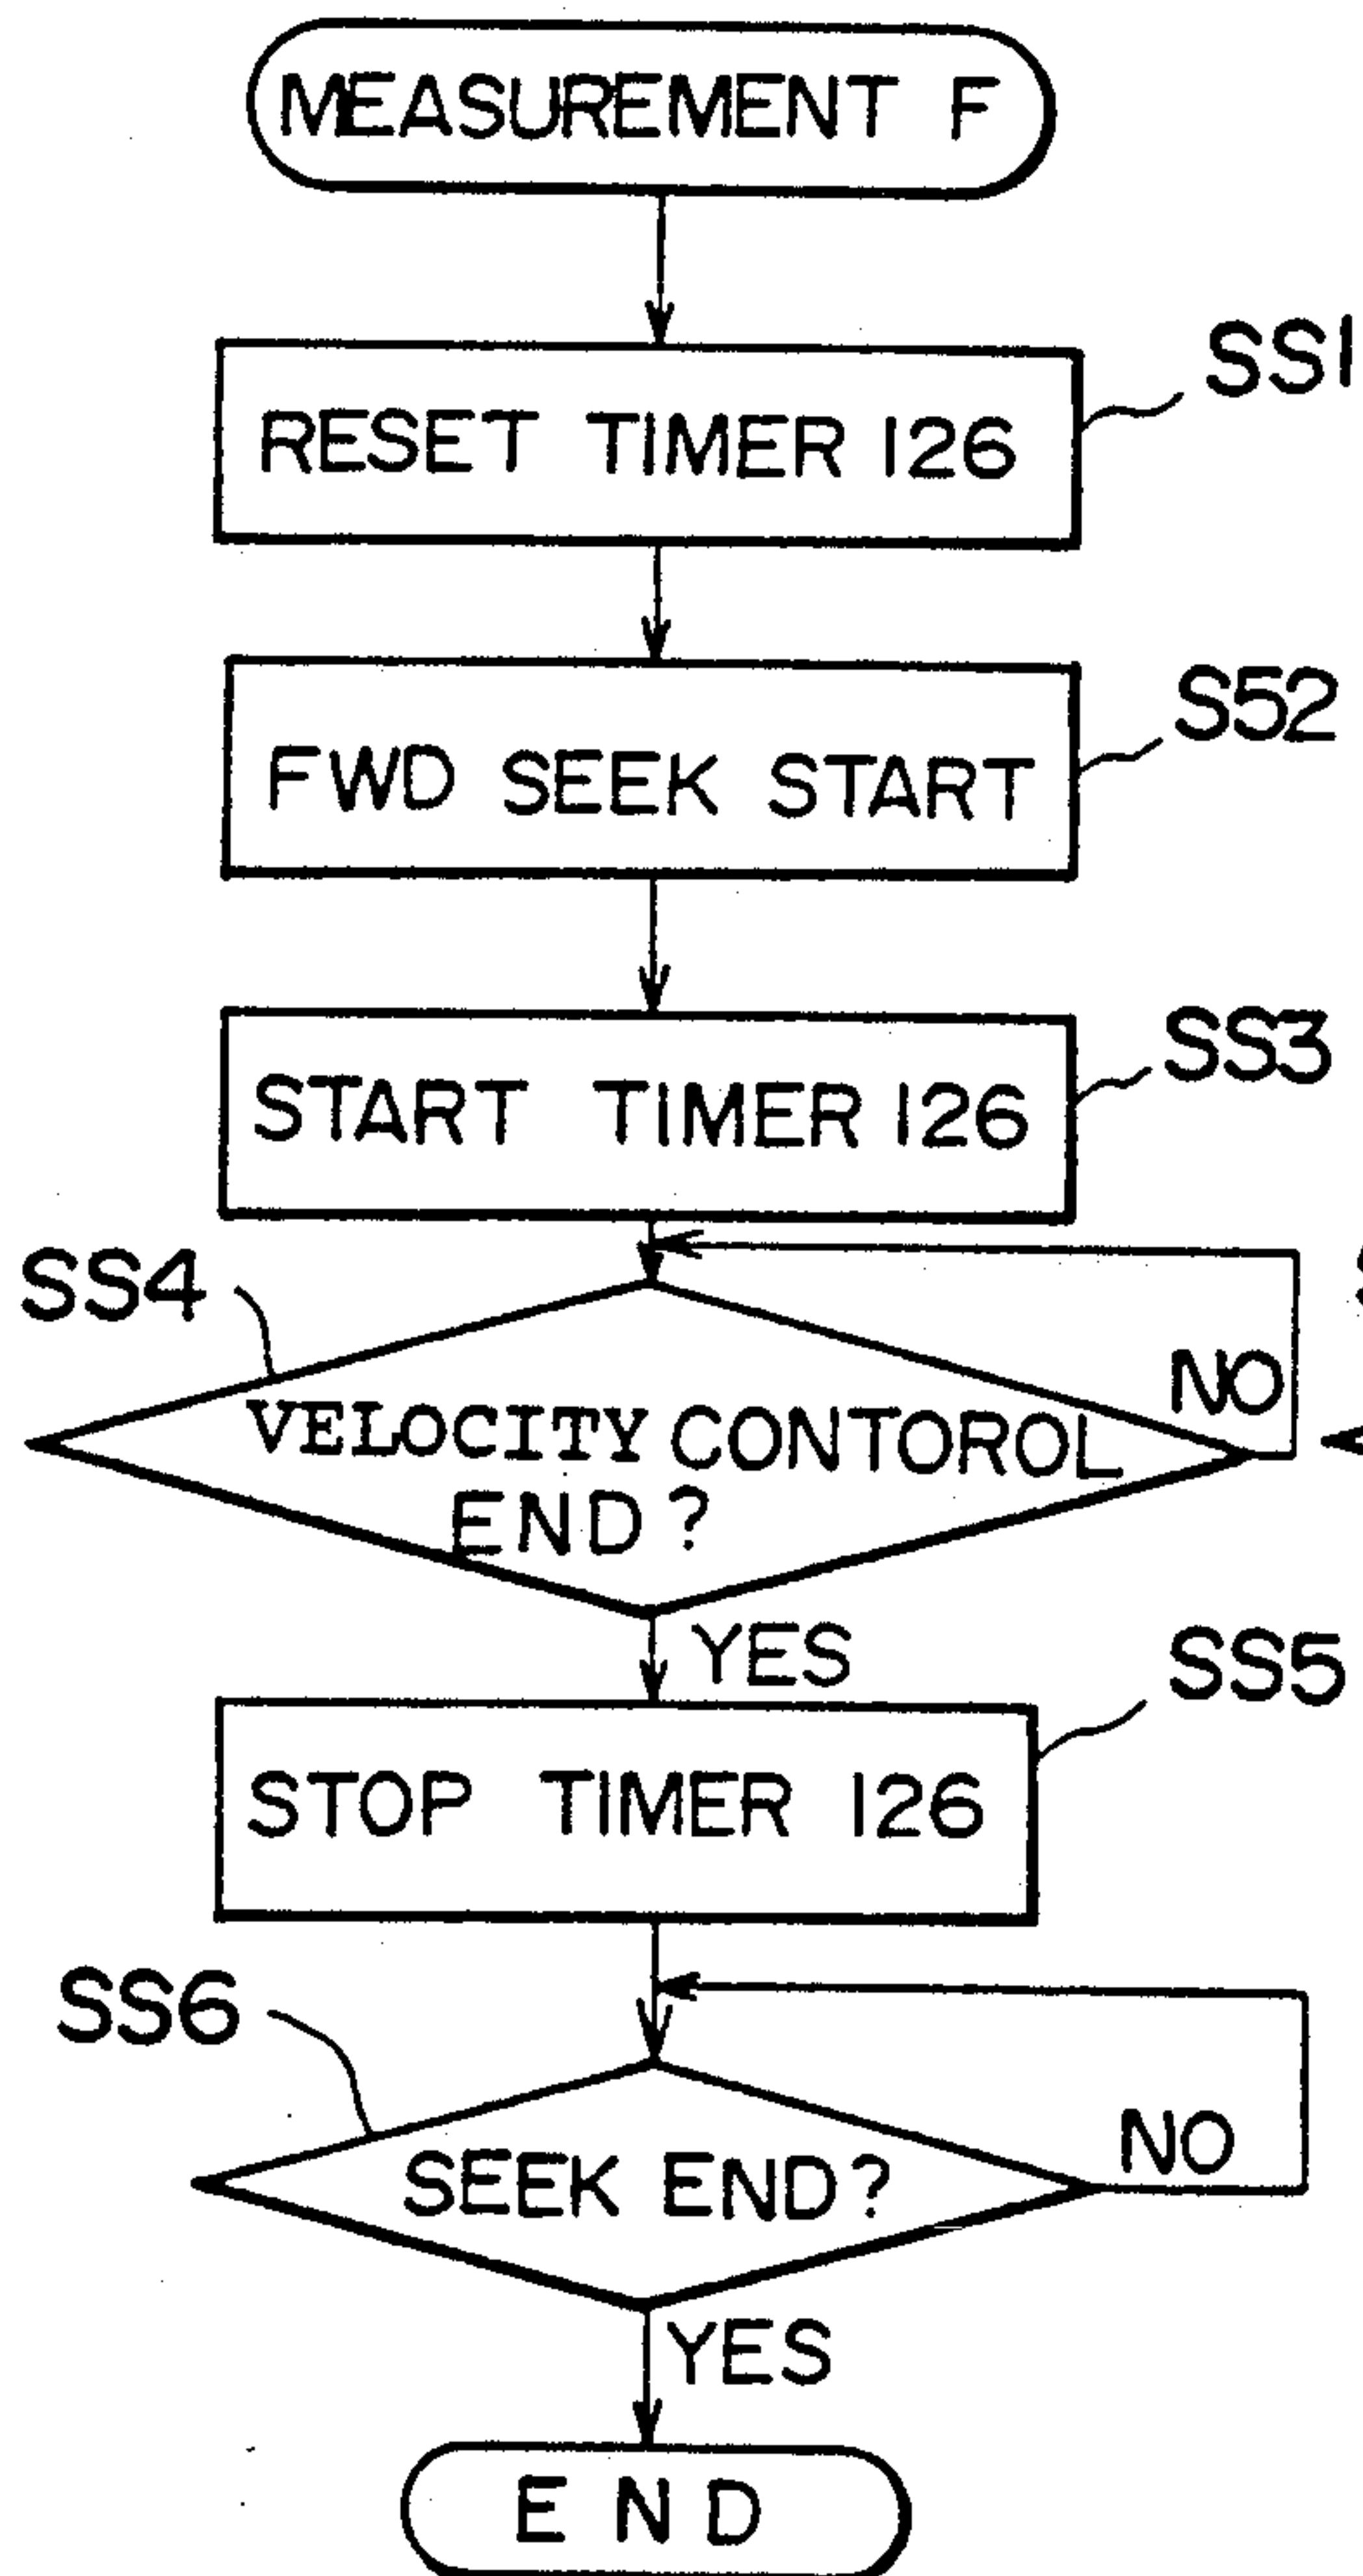 MEASUREMENT F
SS1
RESET TIMER 126
S52
FWD SEEK START
SS3
START TIMER 126
SS4
NO
VELOCITY CONTOROL
END?
YES
SS5
STOP TIMER 126
SS6
NO
SEEK END?
YES
END